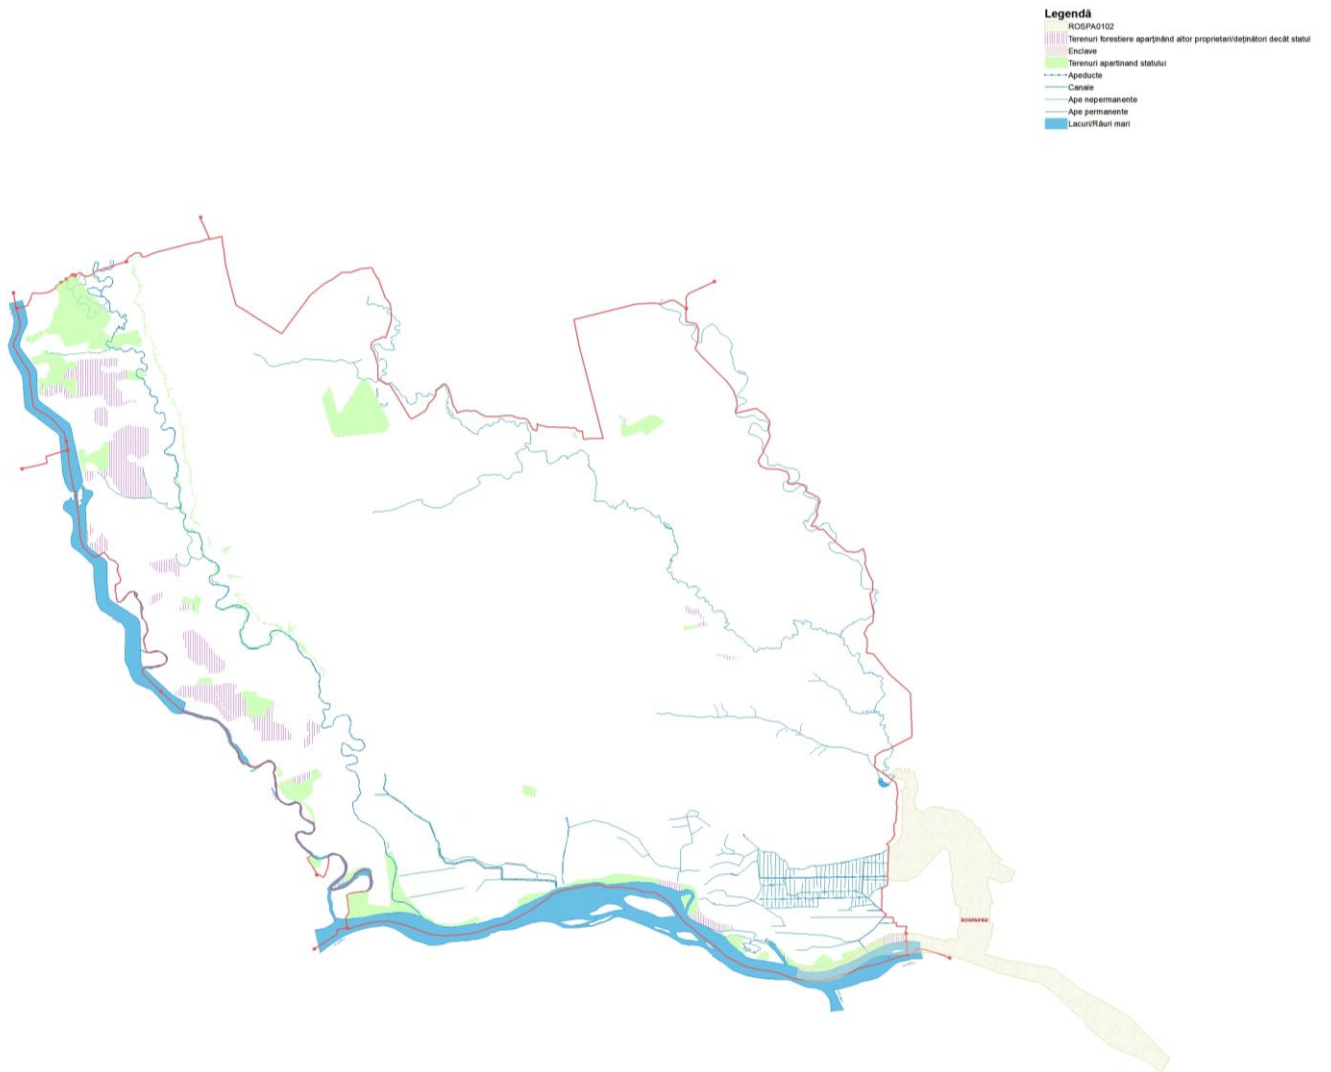 Legendă
ROSPA0102
Terenuri forestiere aparținând altor proprietari/deținători decât statul
Enclave
Terenuri apartinand statului
Apeducte
Canale
Ape nepermanente
Ape permanente
Lacuri/Râuri mari
ROSPA0102